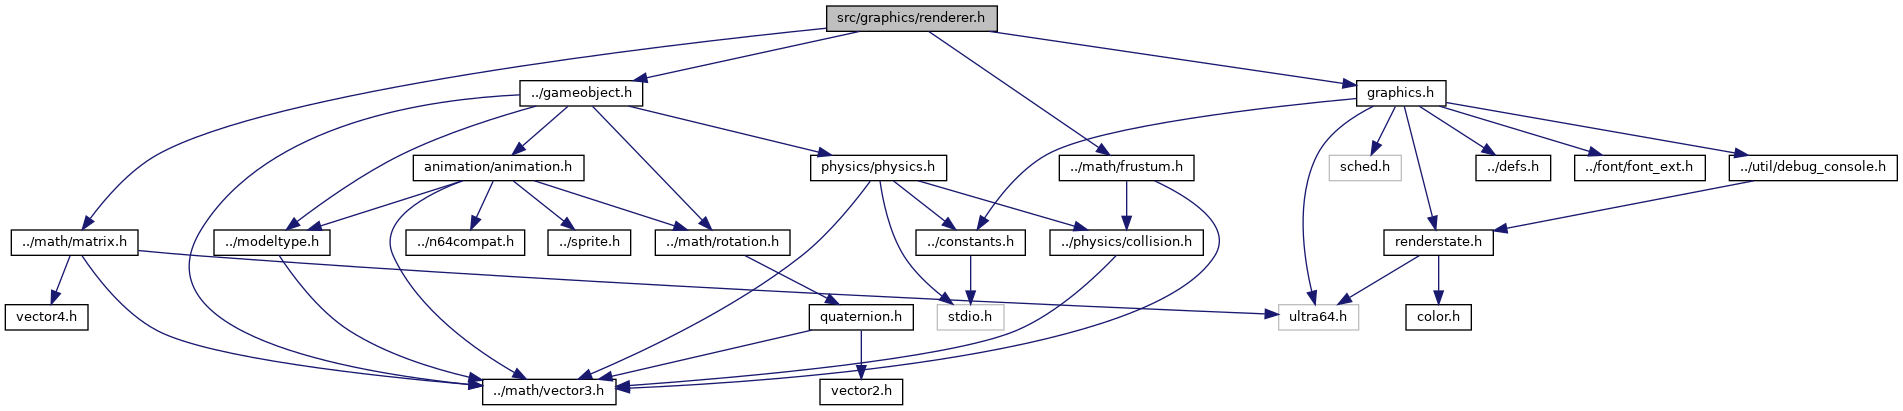 src/graphics/renderer.h
../gameobject.h
graphics.h
animation/animation.h
physics/physics.h
../math/frustum.h
sched.h
../defs.h
../font/font_ext.h
../util/debug_console.h
../math/matrix.h
../modeltype.h
../n64compat.h
../sprite.h
../math/rotation.h
../constants.h
../physics/collision.h
renderstate.h
vector4.h
quaternion.h
stdio.h
ultra64.h
color.h
../math/vector3.h
vector2.h